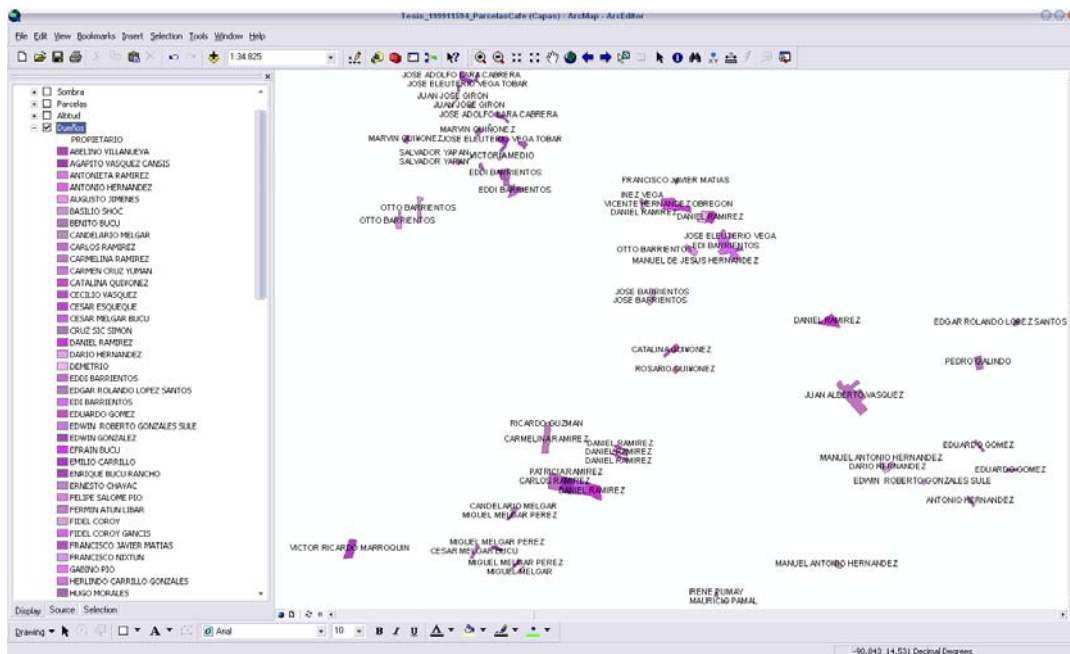 Tesis_199911594_ParcelasCafe (Capas) - ArcMap - ArcEditor
File Edit View Bookmarks Insert Selection Tools Window Help
1:34.825
Sombra
Parcelas
Altitud
Dueños
PROPIETARIO
ABELINO VILLANUEVA
AGAPITO VASQUEZ CANSIS
ANTONIETA RAMIREZ
ANTONIO HERNANDEZ
AUGUSTO JIMENES
BASILIO SHOC
BENITO BUCU
CANDELARIO MELGAR
CARLOS RAMIREZ
CARMELINA RAMIREZ
CARMEN CRUZ YUMAN
CATALINA QUIVONEZ
CECILIO VASQUEZ
CESAR ESQUEQUE
CESAR MELGAR BUCU
CRUZ SIC SIMON
DANIEL RAMIREZ
DARIO HERNANDEZ
DEMETRIO
EDDI BARRIENTOS
EDGAR ROLANDO LOPEZ SANTOS
EDI BARRIENTOS
EDUARDO GOMEZ
EDWIN ROBERTO GONZALES SULE
EDWIN GONZALEZ
EFRAIN BUCU
EMILIO CARRILLO
ENRIQUE BUCU RANCHO
ERNESTO CHAVAC
FELIPE SALOME PIO
FERMIN ATUN LIBAR
FIDEL COROY
FIDEL COROY GANCIS
FRANCISCO JAVIER MATIAS
FRANCISCO NIXTUN
GABINO PIO
HERLINDO CARRILLO GONZALES
HUGO MORALES
Display Source Selection
JOSE ADOLFO LARA CABRERA
JOSE ELEUTERIO VEGA TOBAR
JUAN JOSE GIRON
JUAN JOSE GIRON
JOSE ADOLFO LARA CABRERA
MARVIN QUIÑONEZ
MARVIN QUIVONEZ JOSE ELEUTERIO VEGA TOBAR
SALVADOR YAPAN VICTORIA MEDIO
SALVADOR YAPAN
EDDI BARRIENTOS
EDDI BARRIENTOS
OTTO BARRIENTOS
OTTO BARRIENTOS
FRANCISCO JAVIER MATIAS
INEZ VEGA
VICENTE HERNANDEZ OBREGON
DANIEL RAMIREZ DANIEL RAMIREZ
JOSE ELEUTERIO VEGA
OTTO BARRIENTOS EDI BARRIENTOS
MANUEL DE JESUS HERNANDEZ
JOSE BARRIENTOS
JOSE BARRIENTOS
DANIEL RAMIREZ EDGAR ROLANDO LOPEZ SANTOS
CATALINA QUIVONEZ
PEDRO GALINDO
ROSARIO QUIVONEZ
JUAN ALBERTO VASQUEZ
RICARDO GUZMAN
CARMELINA RAMIREZ DANIEL RAMIREZ
DANIEL RAMIREZ
DANIEL RAMIREZ
EDUARDO GOMEZ
MANUEL ANTONIO HERNANDEZ
DARIO HERNANDEZ EDUARDO GOMEZ
PATRICIA RAMIREZ
CARLOS RAMIREZ EDWIN ROBERTO GONZALES SULE
DANIEL RAMIREZ
ANTONIO HERNANDEZ
CANDELARIO MELGAR
MIGUEL MELGAR PEREZ
VICTOR RICARDO MARROQUIN MIGUEL MELGAR PEREZ
CESAR MELGAR BUCU
MIGUEL MELGAR PEREZ MANUEL ANTONIO HERNANDEZ
MIGUEL MELGAR
IRENE PUMAY
MAURICIO PAMAL
Drawing A Arial 10 B I U A
-90.843 14.531 Decimal Degrees